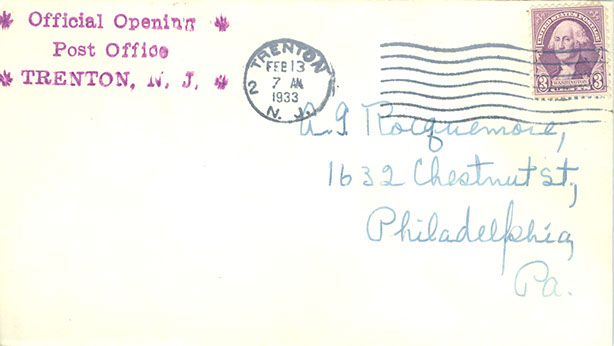 Official Opening
Post Office
TRENTON, N. J.
TRENTON
FEB 13
7 AM
1933
2
N. J.
UNITED STATES POSTAGE
3 WASHINGTON 3
A. G Rocquemore,
1632 Chestnut St,
Philadelphia,
Pa.